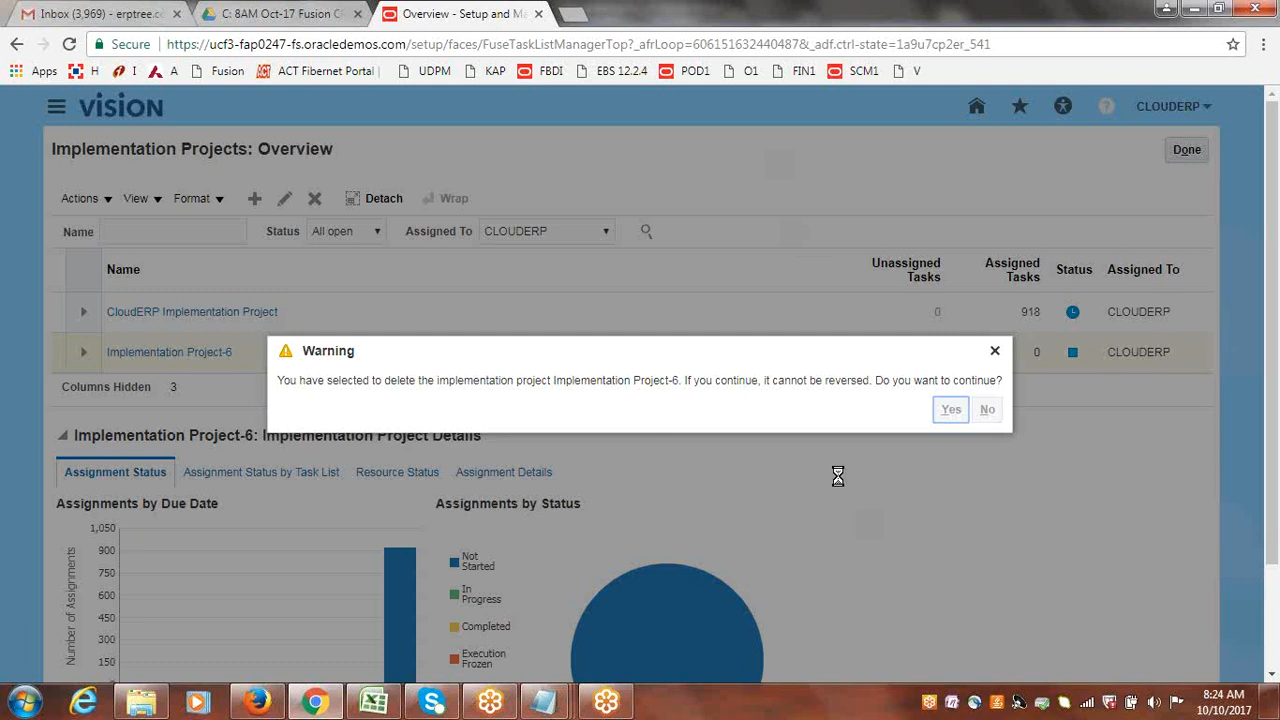 Inbox (3,969) - erptree.c
C: 8AM Oct-17 Fusion C
Overview - Setup and Ma
Secure
https://ucf3-fap0247-fs.oracledemos.com/setup/faces/FuseTaskListManagerTop?_afrLoop=6061516344404 87&_adf.ctrl-state=1a9u7cp2er_541
Apps H I A Fusion ACT Fibernet Portal UDPM KAP FBDI EBS 12.2.4 POD1 O1 FIN1 SCM1 V
VISION
CLOUDERP
Implementation Projects: Overview
Done
Actions View Format Detach Wrap
Name Status All open Assigned To CLOUDERP
Name Unassigned Tasks Assigned Tasks Status Assigned To
CloudERP Implementation Project 0 918 CLOUDERP
Implementation Project-6 0 CLOUDERP
Warning
You have selected to delete the implementation project Implementation Project-6. If you continue, it cannot be reversed. Do you want to continue?
Yes No
Columns Hidden 3
Implementation Project-6: Implementation Project Details
Assignment Status Assignment Status by Task List Resource Status Assignment Details
Assignments by Due Date
Number of Assignments
1,050
900
750
600
450
300
150
Assignments by Status
Not Started
In Progress
Completed
Execution Frozen
8:24 AM
10/10/2017